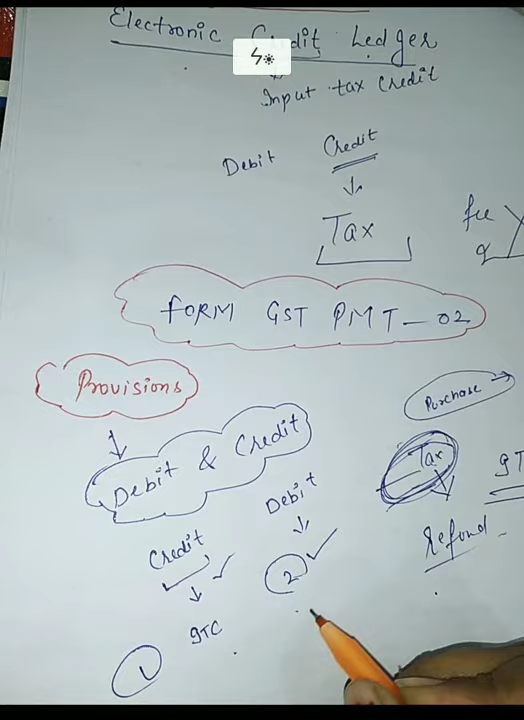 Electronic Credit Ledger
Input tax credit
Debit Credit
Tax
fee
FORM GST PMT-02
Provisions
Purchase
Debit & Credit
Tax
Debit
Credit
Refund
2
ITC
1